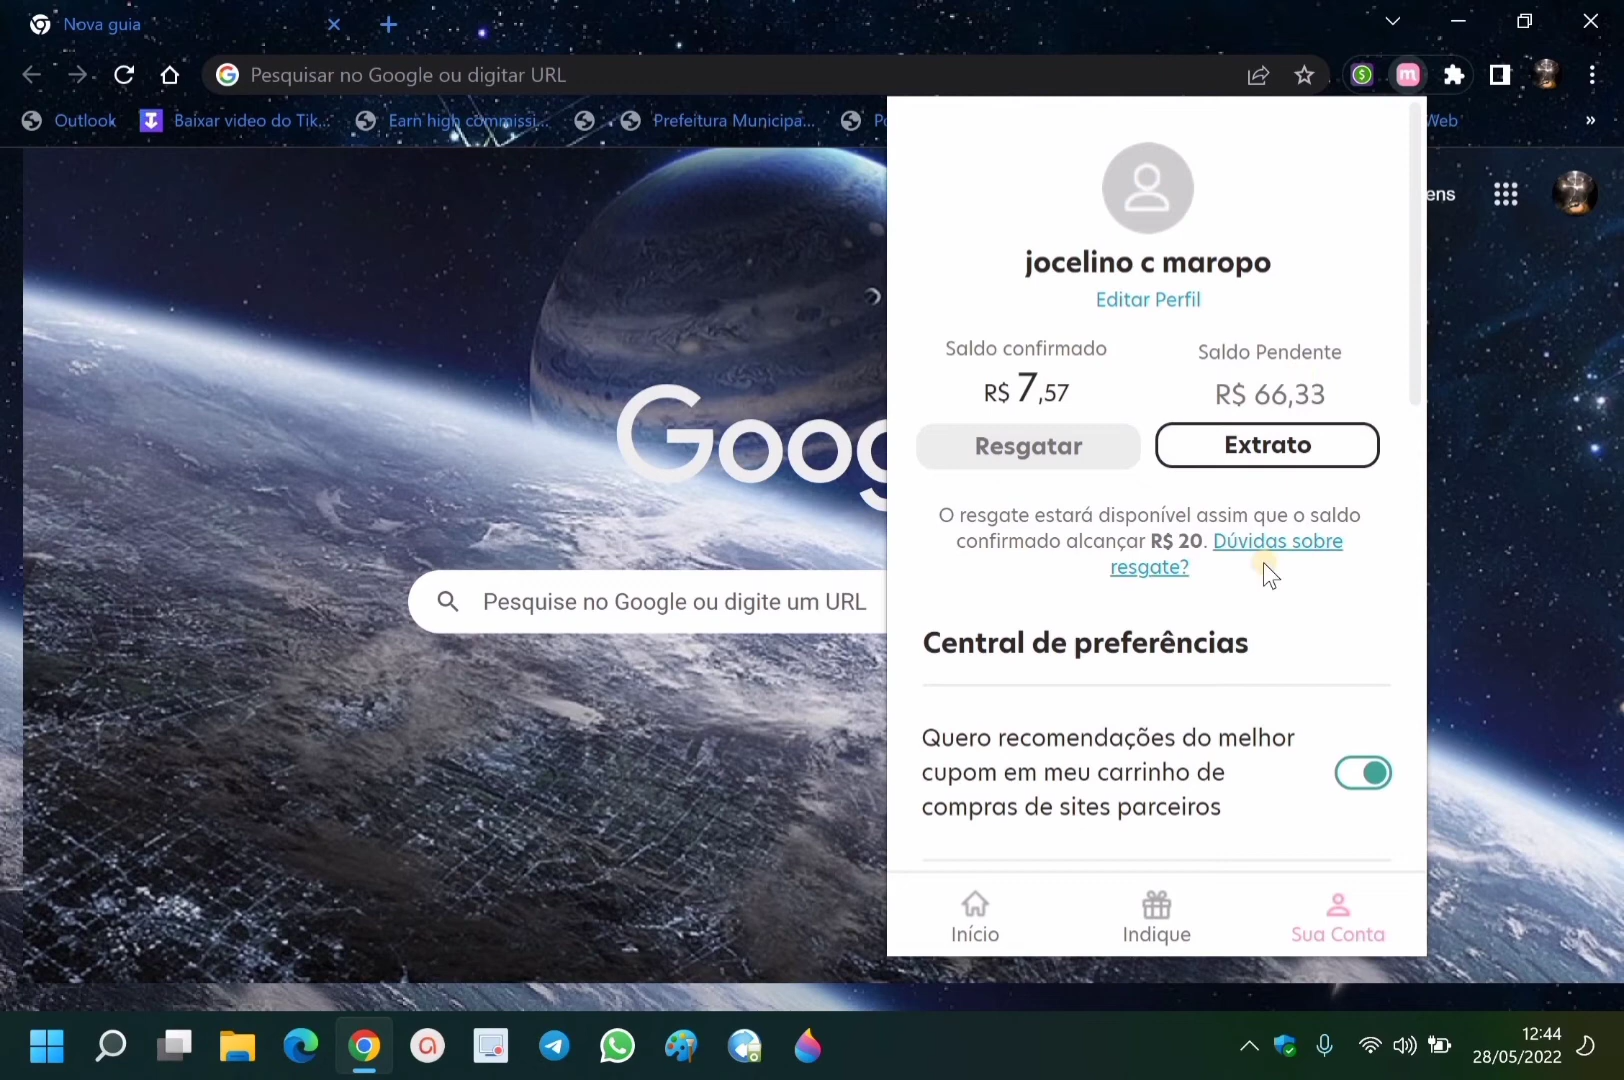 Nova guia
Pesquisar no Google ou digitar URL
Outlook
Baixar video do Tik...
Earn high commissi...
Prefeitura Municipa...
Web
»
ens
jocelino c maropo
Editar Perfil
Saldo confirmado
Saldo Pendente
R$ 7,57
R$ 66,33
Resgatar
Extrato
O resgate estará disponível assim que o saldo
confirmado alcançar R$ 20. Dúvidas sobre
resgate?
Goog
Pesquise no Google ou digite um URL
Central de preferências
Quero recomendações do melhor
cupom em meu carrinho de
compras de sites parceiros
Início
Indique
Sua Conta
12:44
28/05/2022